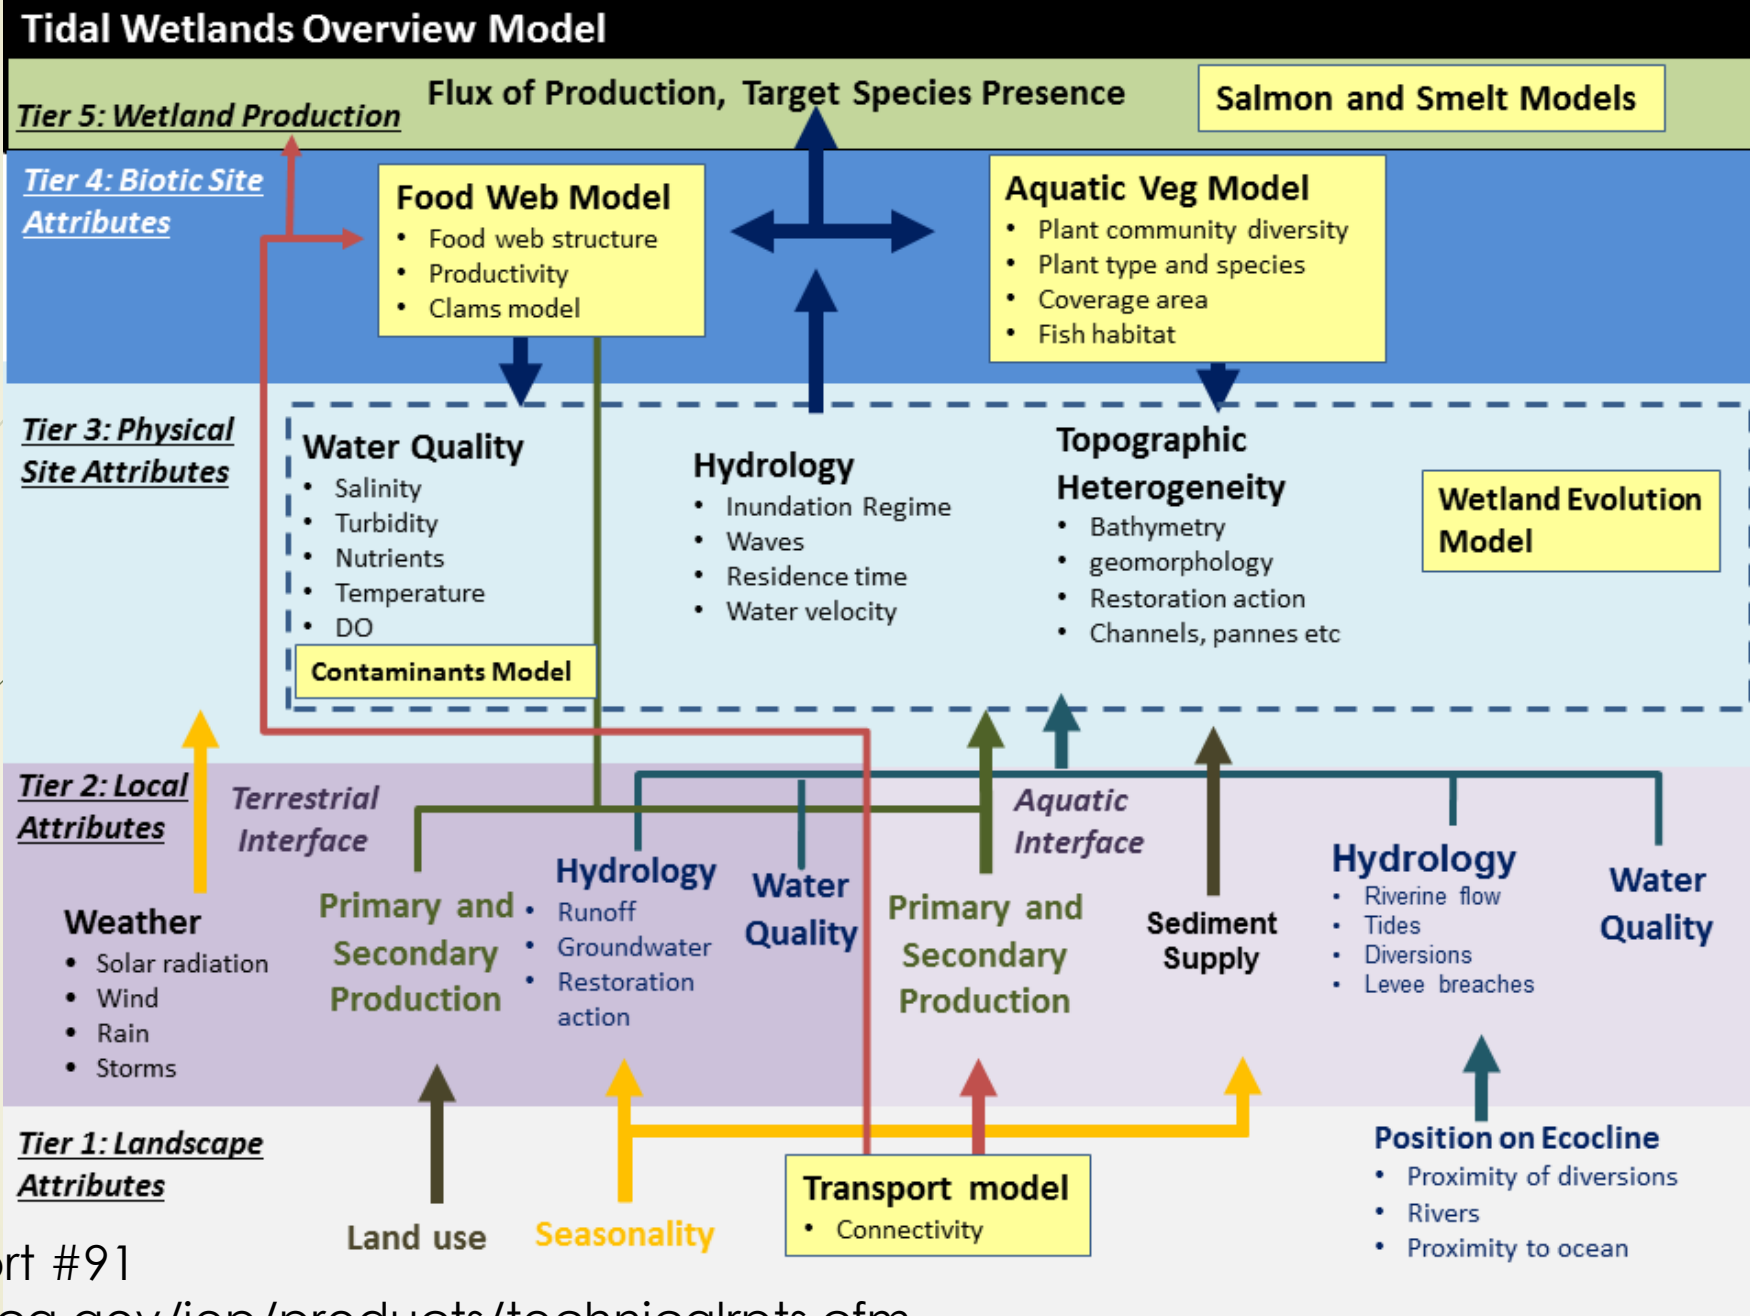 Tidal Wetlands Overview Model
Flux of Production, Target Species Presence
Salmon and Smelt Models
Tier 5: Wetland Production
Tier 4: Biotic Site
Attributes
Food Web Model
• Food web structure
• Productivity
• Clams model
Aquatic Veg Model
• Plant community diversity
• Plant type and species
• Coverage area
• Fish habitat
Tier 3: Physical
Site Attributes
Water Quality
• Salinity
• Turbidity
• Nutrients
• Temperature
• DO
Contaminants Model
Hydrology
• Inundation Regime
• Waves
• Residence time
• Water velocity
Topographic
Heterogeneity
• Bathymetry
• geomorphology
• Restoration action
• Channels, pannes etc
Wetland Evolution
Model
Tier 2: Local
Attributes
Terrestrial
Interface
Aquatic
Interface
Weather
• Solar radiation
• Wind
• Rain
• Storms
Primary and
Secondary
Production
Hydrology
• Runoff
• Groundwater
• Restoration
action
Water
Quality
Primary and
Secondary
Production
Sediment
Supply
Hydrology
• Riverine flow
• Tides
• Diversions
• Levee breaches
Water
Quality
Tier 1: Landscape
Attributes
Land use
Seasonality
Transport model
• Connectivity
Position on Ecocline
• Proximity of diversions
• Rivers
• Proximity to ocean
rt #91